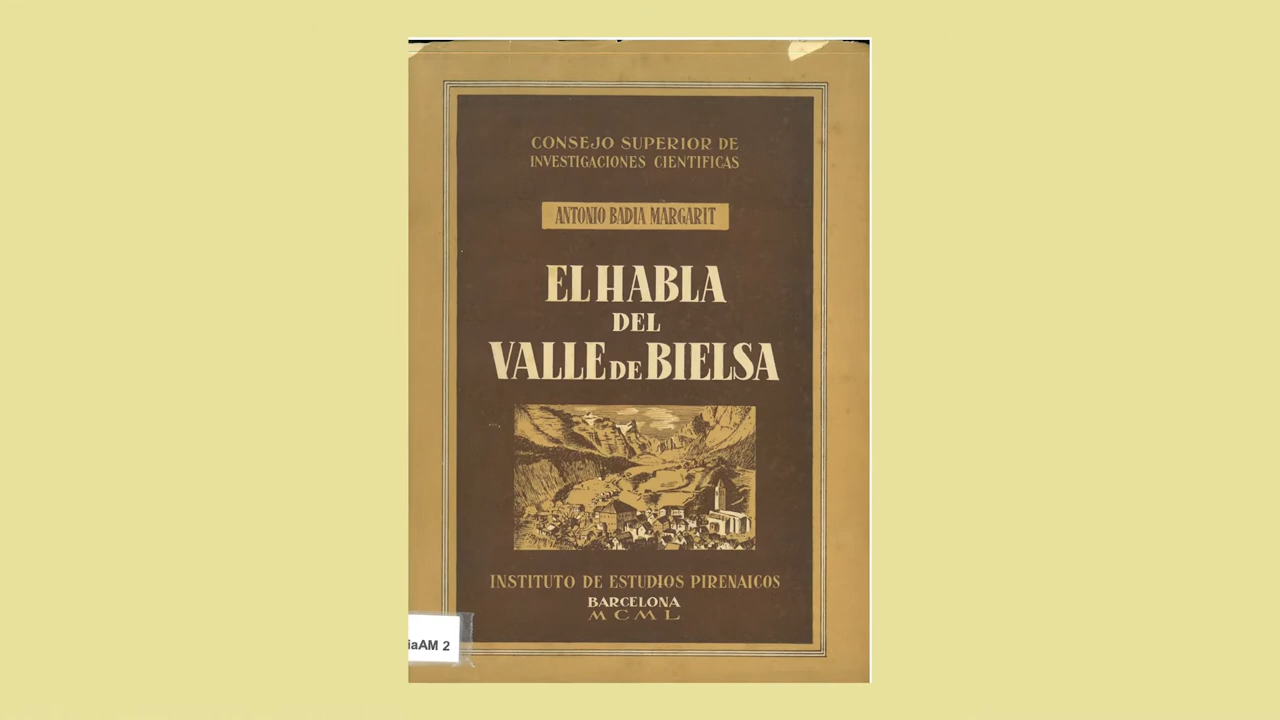 CONSEJO SUPERIOR DE
INVESTIGACIONES CIENTIFICAS
ANTONIO BADIA MARGARIT
EL HABLA
DEL
VALLE DE BIELSA
INSTITUTO DE ESTUDIOS PIRENAICOS
BARCELONA
MCML
iaAM 2